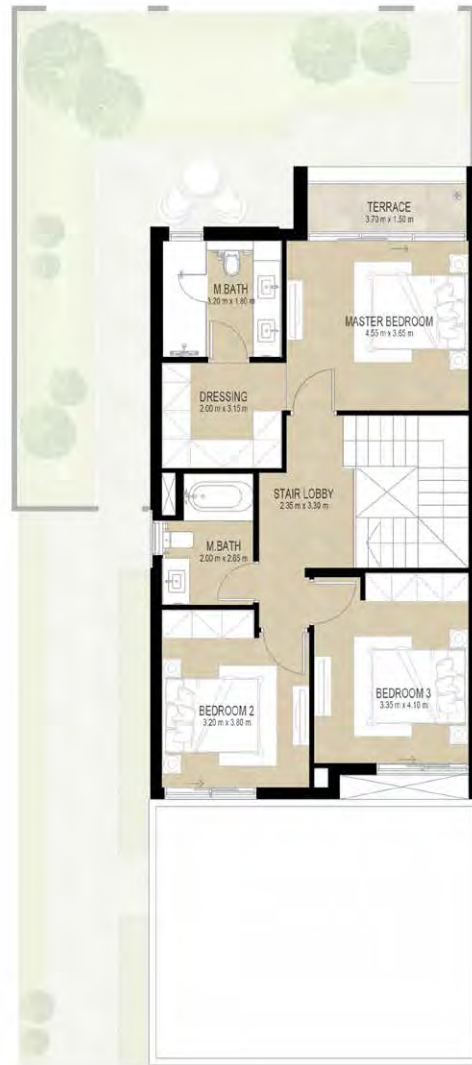 TERRACE
3.70 m x 1.50 m
M.BATH
3.20 m x 1.80 m
MASTER BEDROOM
4.55 m x 3.65 m
DRESSING
2.00 m x 3.15 m
STAIR LOBBY
2.35 m x 3.30 m
M.BATH
2.00 m x 2.65 m
BEDROOM 2
3.20 m x 3.80 m
BEDROOM 3
3.35 m x 4.10 m